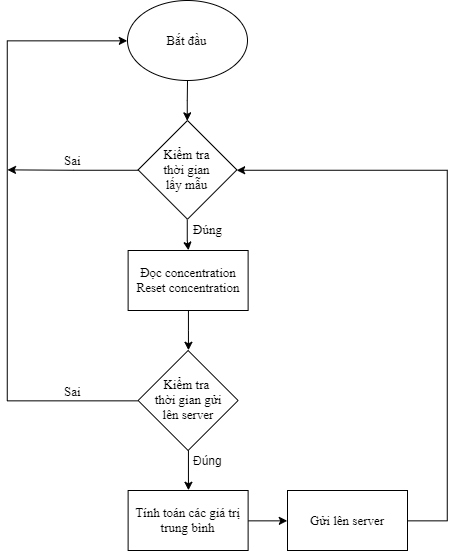 Bắt đầu
Kiểm tra
thời gian
lấy mẫu
Sai
Đúng
Đọc concentration
Reset concentration
Kiểm tra
thời gian gửi
lên server
Sai
Đúng
Tính toán các giá trị
trung bình
Gửi lên server